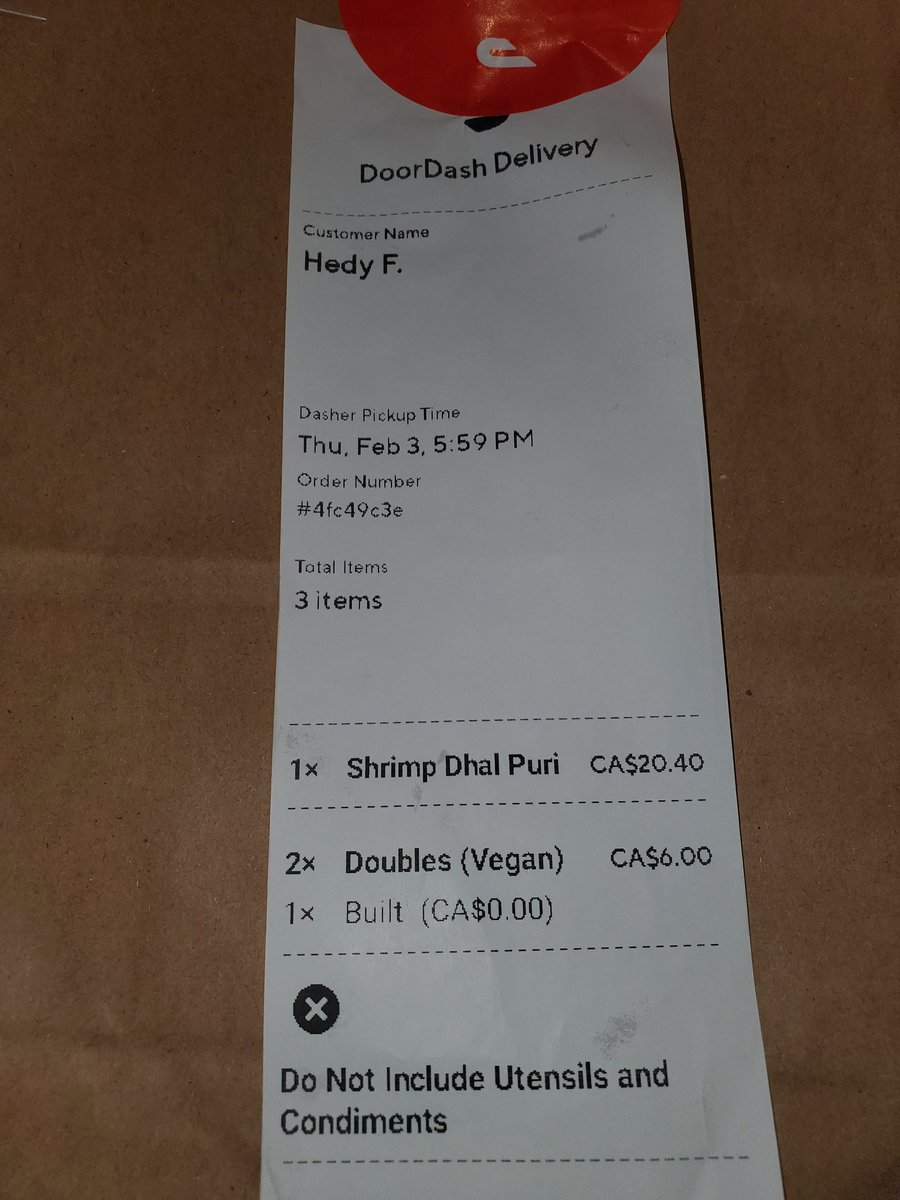 DoorDash Delivery
Customer Name
Hedy F.
Dasher Pickup Time
Thu, Feb 3, 5:59 PM
Order Number
#4fc49c3e
Total Items
3 items
1× Shrimp Dhal Puri CA$20.40
2× Doubles (Vegan) CA$6.00
1× Built (CA$0.00)
Do Not Include Utensils and
Condiments